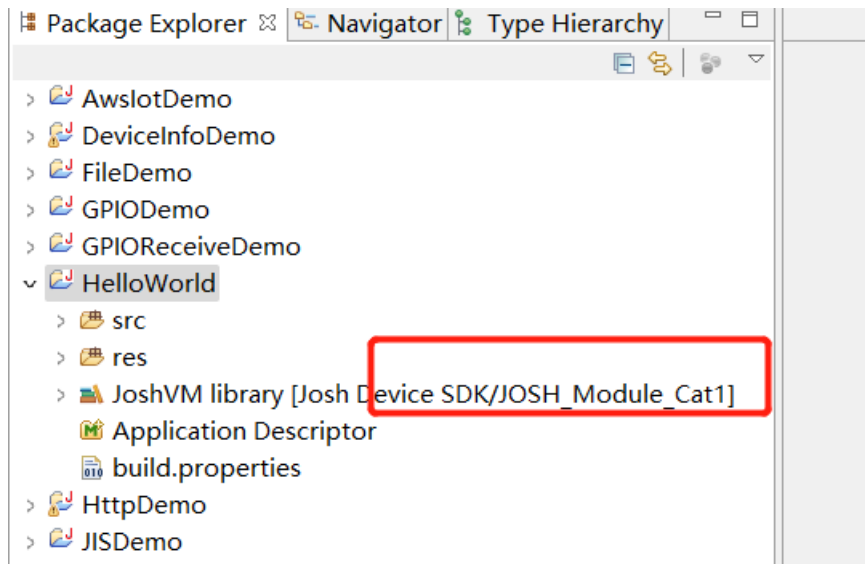 Package Explorer Navigator Type Hierarchy
AwsIotDemo
DeviceInfoDemo
FileDemo
GPIODemo
GPIOReceiveDemo
HelloWorld
src
res
JoshVM library [Josh Device SDK/JOSH_Module_Cat1]
Application Descriptor
build.properties
HttpDemo
JISDemo